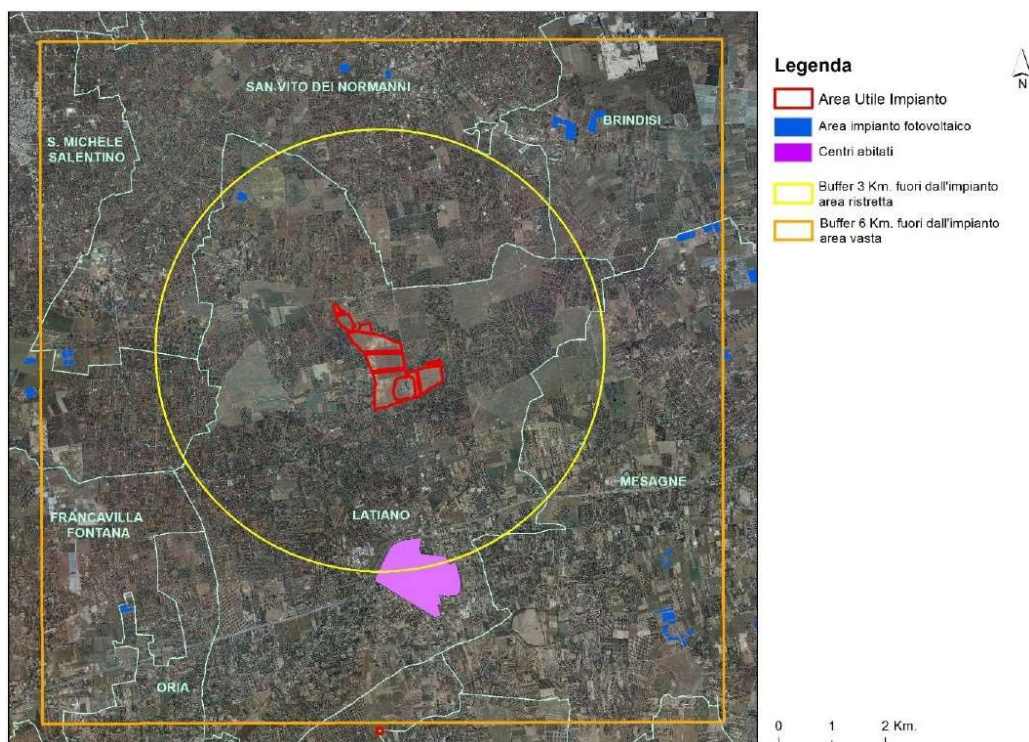 SAN VITO DEI NORMANNI
BRINDISI
S. MICHELE
SALENTINO
MESAGNE
FRANCAVILLA
FONTANA
LATIANO
ORIA
Legenda
N
Area Utile Impianto
Area impianto fotovoltaico
Centri abitati
Buffer 3 Km. fuori dall'impianto
area ristretta
Buffer 6 Km. fuori dall'impianto
area vasta
0 1 2 Km.